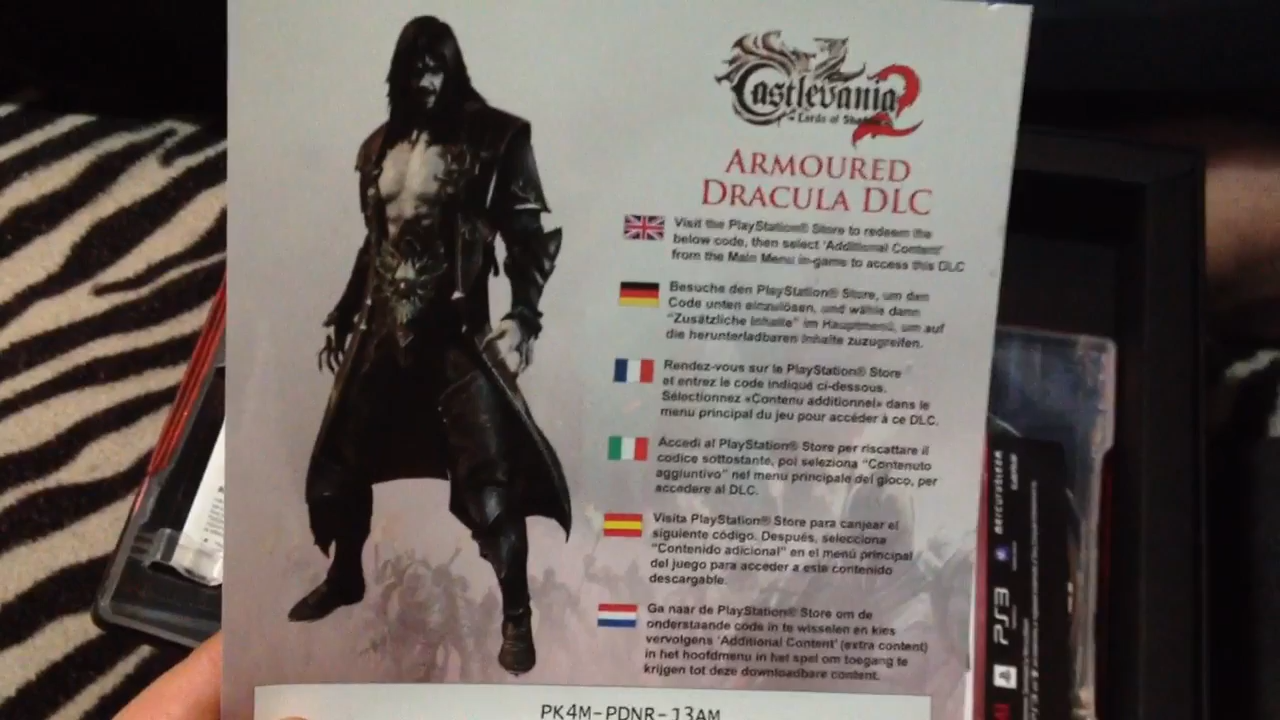 Castlevania 2
Lords of Shadow
ARMOURED
DRACULA DLC
Visit the PlayStation® Store to redeem the
below code, then select 'Additional Content'
from the Main Menu in-game to access this DLC
Besuche den PlayStation® Store, um den
Code unten einzulösen, und wähle dann
"Zusätzliche Inhalte" im Hauptmenü, um auf
die herunterladbaren Inhalte zuzugreifen.
Rendez-vous sur le PlayStation® Store
et entrez le code indiqué ci-dessous.
Sélectionnez «Contenu additionnel» dans le
menu principal du jeu pour accéder à ce DLC.
Accedi al PlayStation® Store per riscattare il
codice sottostante, poi seleziona "Contenuto
aggiuntivo" nel menu principale del gioco, per
accedere al DLC.
Visita PlayStation® Store para canjear el
siguiente código. Después, selecciona
"Contenido adicional" en el menú principal
del juego para acceder a este contenido
descargable.
Ga naar de PlayStation® Store om de
onderstaande code in te wisselen en kies
vervolgens 'Additional Content' (extra content)
in het hoofdmenu in het spel om toegang te
krijgen tot deze downloadbare content.
PK4M-PDNR-13AM
MERCURYSTEAM
PS3